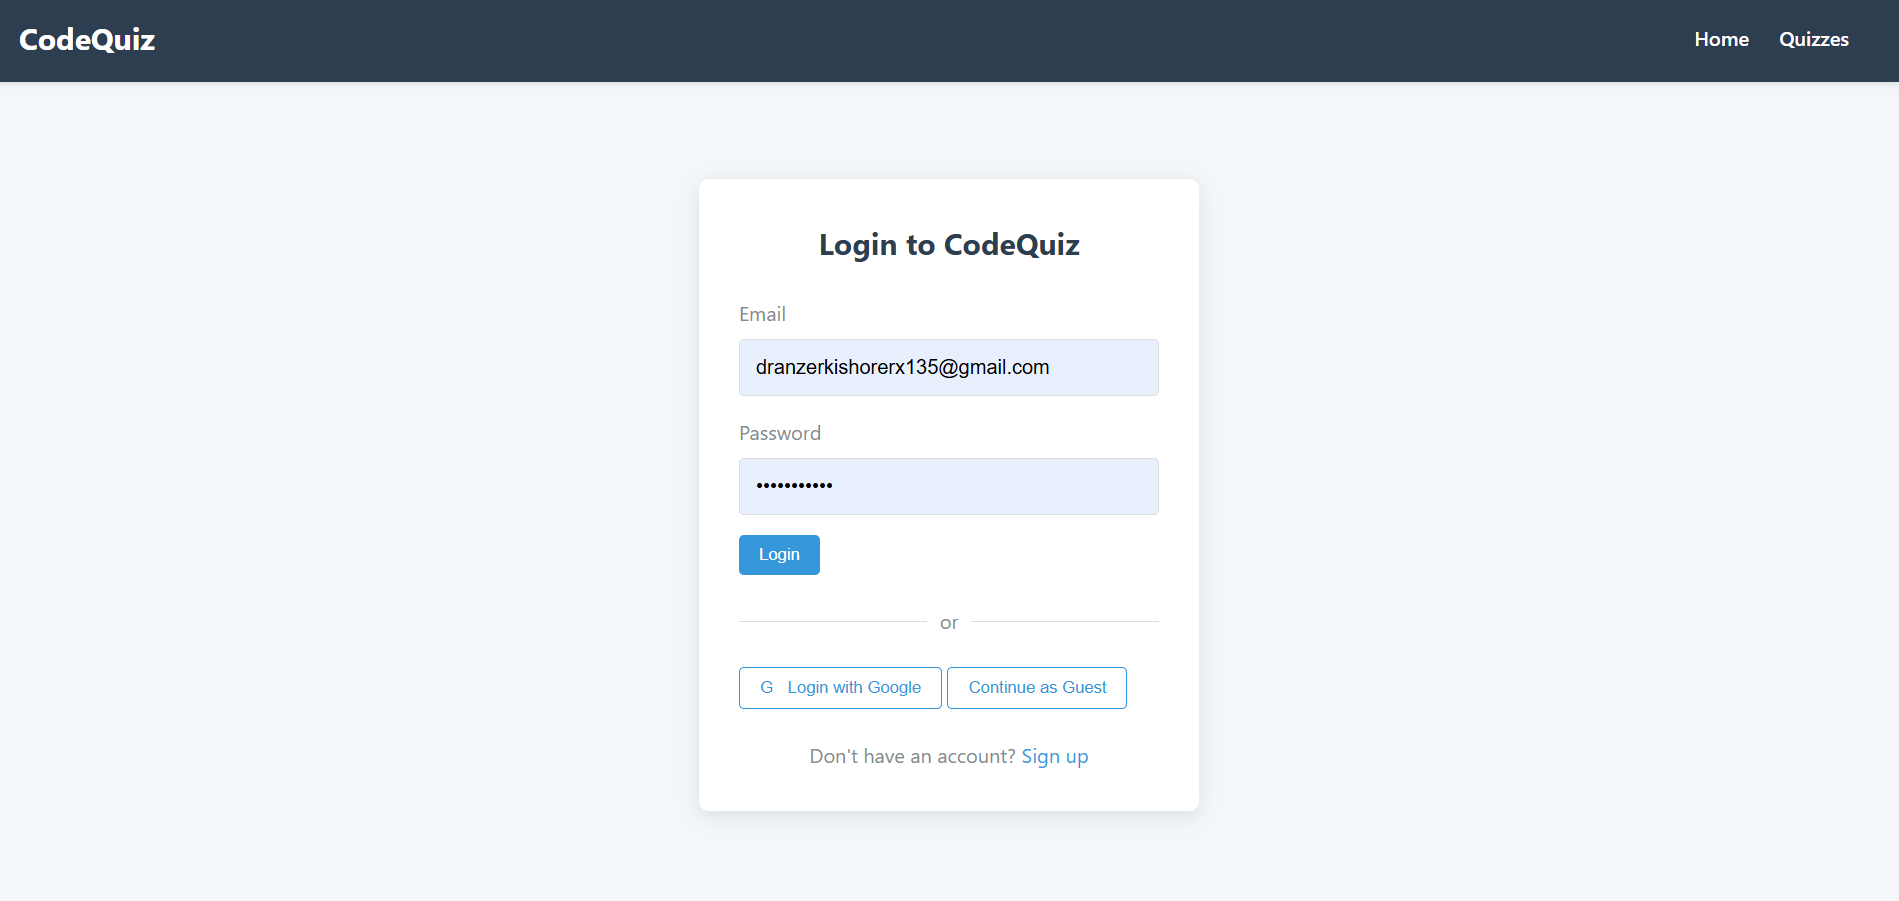 CodeQuiz
Home Quizzes
Login to CodeQuiz
Email
dranzerkishorerx135@gmail.com
Password
•••••••••••
Login
or
G Login with Google Continue as Guest
Don't have an account? Sign up